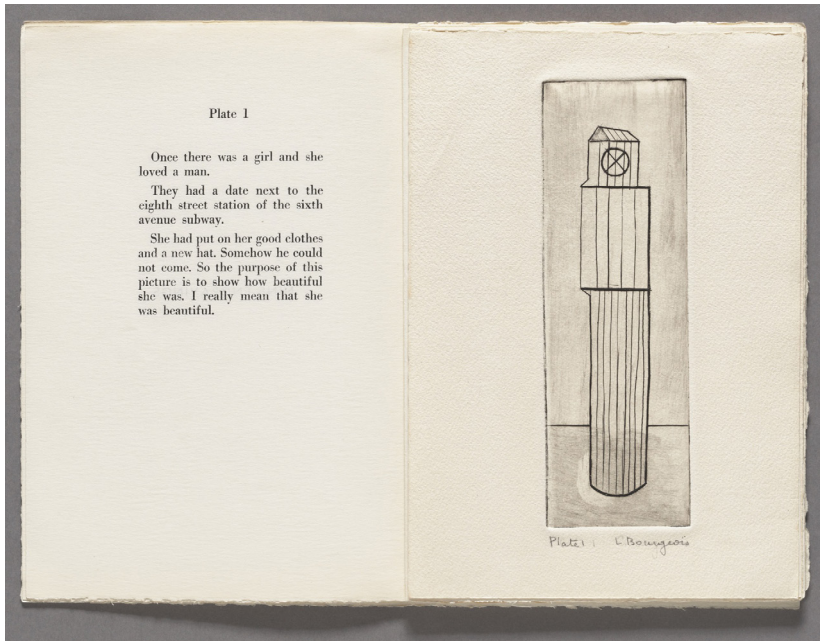 Plate 1
Once there was a girl and she
loved a man.
They had a date next to the
eighth street station of the sixth
avenue subway.
She had put on her good clothes
and a new hat. Somehow he could
not come. So the purpose of this
picture is to show how beautiful
she was. I really mean that she
was beautiful.
Plate 1 : L Bourgeois